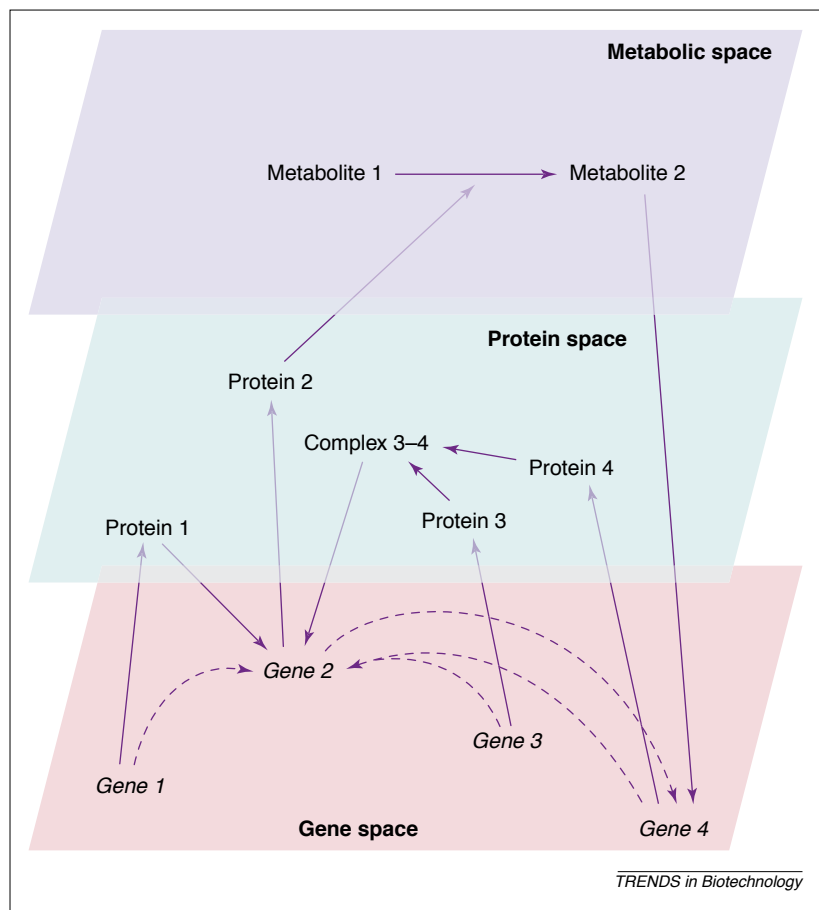 Metabolic space
Metabolite 1
Metabolite 2
Protein space
Protein 2
Complex 3–4
Protein 4
Protein 3
Protein 1
Gene 2
Gene 3
Gene 1
Gene space
Gene 4
TRENDS in Biotechnology